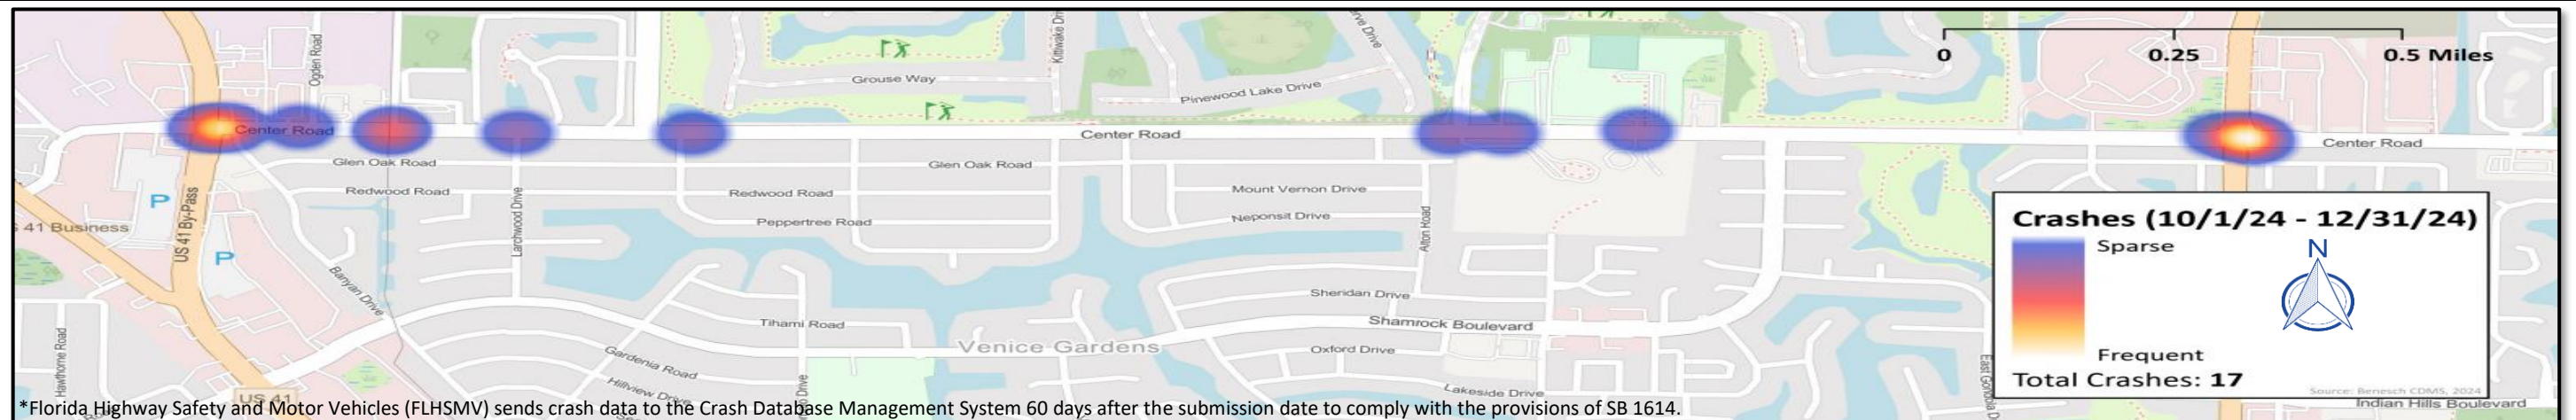 Ogden Road
Kittiwake Dri
rve Drive
Grouse Way
Pinewood Lake Drive
0 0.25 0.5 Miles
Center Road
Center Road
Center Road
Glen Oak Road
Glen Oak Road
Redwood Road
Redwood Road
Mount Vernon Drive
Peppertree Road
Neponsit Drive
P
P
41 Business
US 41 By-Pass
Larchwood Drive
Alton Road
Banyan Drive
Sheridan Drive
Tihami Road
Shamrock Boulevard
Venice Gardens
Oxford Drive
Gardenia Road
Hillview Drive
Hawthorne Road
Lakeside Drive
US 41
Crashes (10/1/24 - 12/31/24)
Sparse
N
Frequent
Total Crashes: 17
Source: Benesch CDMS, 2024
Indian Hills Boulevard
*Florida Highway Safety and Motor Vehicles (FLHSMV) sends crash data to the Crash Database Management System 60 days after the submission date to comply with the provisions of SB 1614.